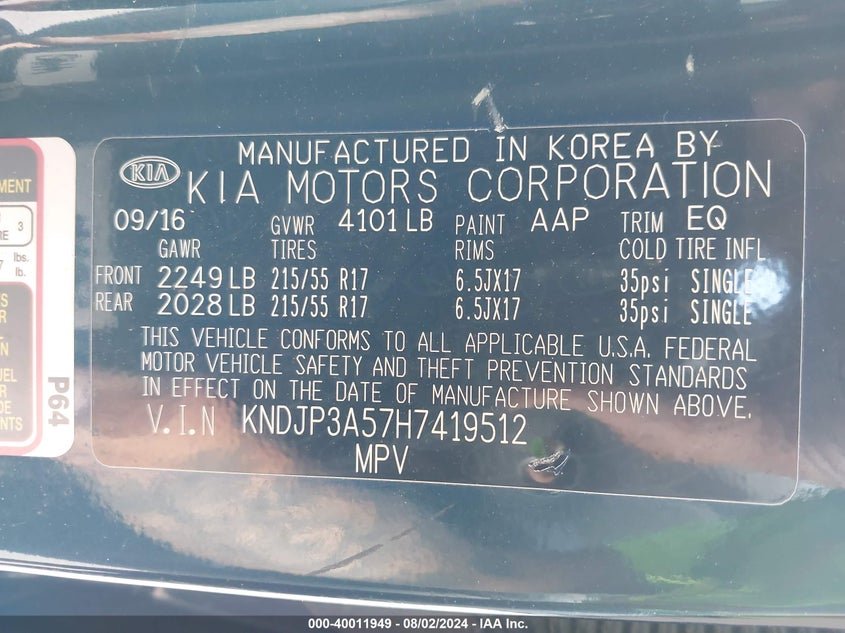 MANUFACTURED IN KOREA BY
KIA KIA MOTORS CORPORATION
09/16 GVWR 4101 LB PAINT AAP TRIM EQ
GAWR TIRES RIMS COLD TIRE INFL
FRONT 2249 LB 215/55 R17 6.5JX17 35psi SINGLE
REAR 2028 LB 215/55 R17 6.5JX17 35psi SINGLE
THIS VEHICLE CONFORMS TO ALL APPLICABLE U.S.A. FEDERAL
MOTOR VEHICLE SAFETY AND THEFT PREVENTION STANDARDS
IN EFFECT ON THE DATE OF MANUFACTURE SHOWN ABOVE.
V.I.N KNDJP3A57H7419512
MPV
3
lbs.
lb.
P64
000-40011949 - 08/02/2024 - IAA Inc.